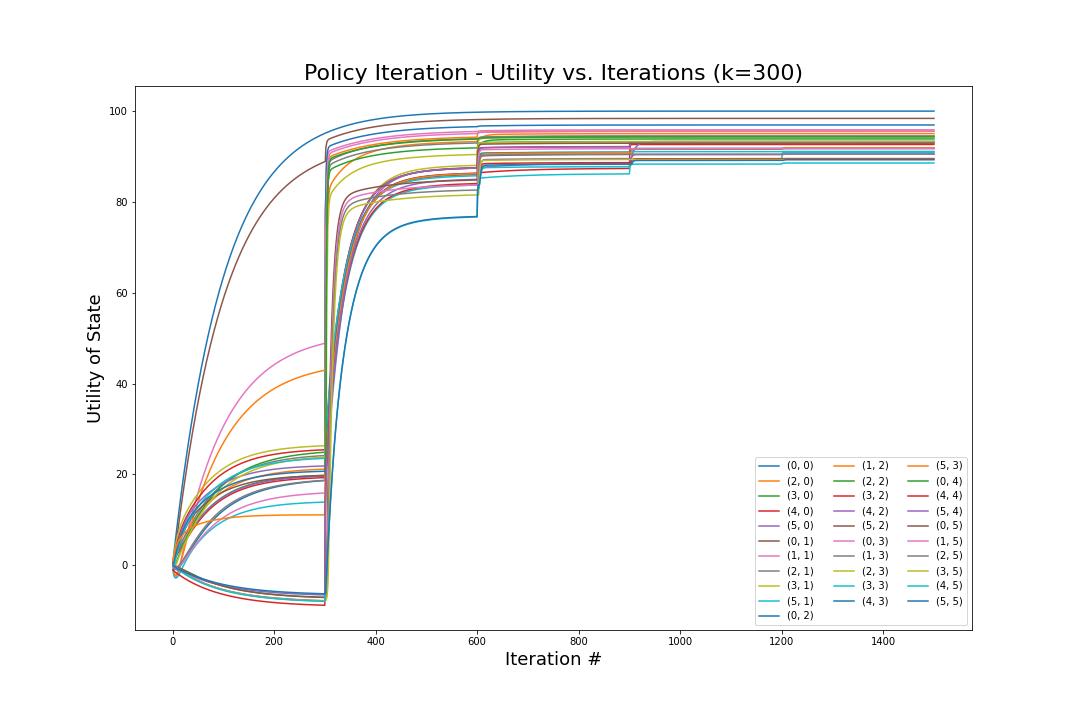 Policy Iteration - Utility vs. Iterations (k=300)
100
80
60
40
20
0
Utility of State
0 200 400 600 800 1000 1200 1400
Iteration #
(0, 0) (1, 2) (5, 3)
(2, 0) (2, 2) (0, 4)
(3, 0) (3, 2) (4, 4)
(4, 0) (4, 2) (5, 4)
(5, 0) (5, 2) (0, 5)
(0, 1) (0, 3) (1, 5)
(1, 1) (1, 3) (2, 5)
(2, 1) (2, 3) (3, 5)
(3, 1) (3, 3) (4, 5)
(5, 1) (4, 3) (5, 5)
(0, 2)